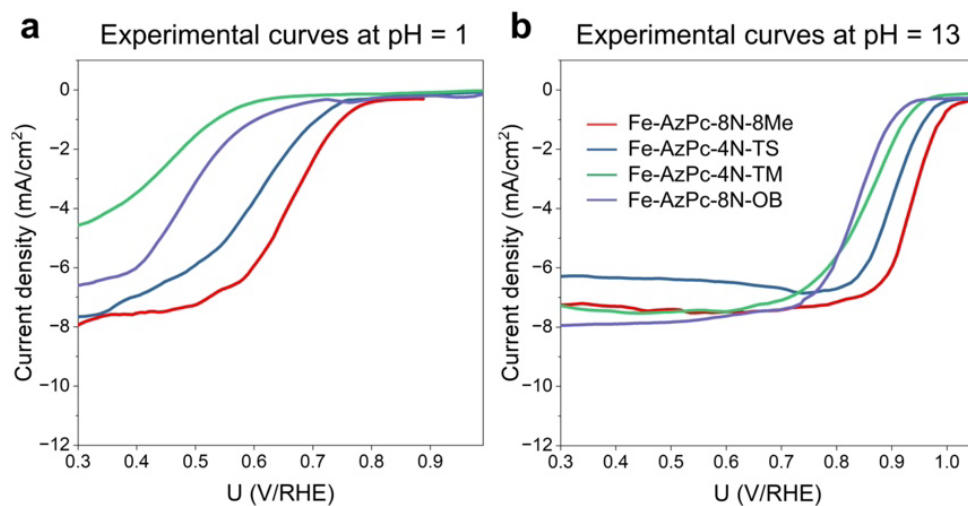 a Experimental curves at pH = 1
0
−2
−4
−6
−8
−10
−12
Current density (mA/cm²)
0.3 0.4 0.5 0.6 0.7 0.8 0.9
U (V/RHE)
b Experimental curves at pH = 13
Fe-AzPc-8N-8Me
Fe-AzPc-4N-TS
Fe-AzPc-4N-TM
Fe-AzPc-8N-OB
0
−2
−4
−6
−8
−10
−12
Current density (mA/cm²)
0.3 0.4 0.5 0.6 0.7 0.8 0.9 1.0
U (V/RHE)